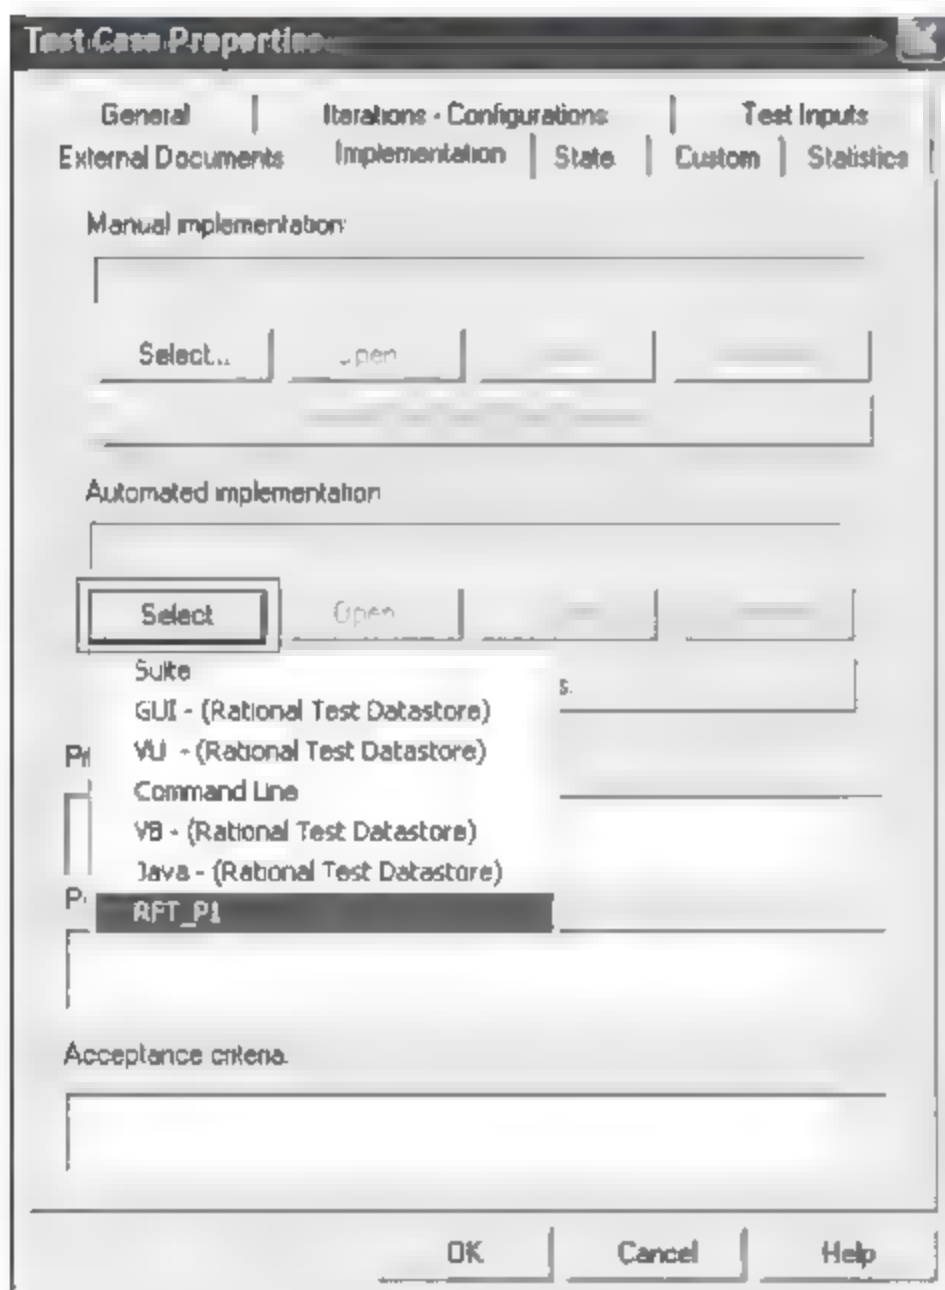 Test Case Properties
General Iterations - Configurations Test Inputs
External Documents Implementation State Custom Statistics
Manual implementation:
Select... Open
Automated implementation
Select Open
Suite
GUI - (Rational Test Datastore)
VU - (Rational Test Datastore)
Command Line
VB - (Rational Test Datastore)
Java - (Rational Test Datastore)
RFT_P1
Acceptance criteria:
OK Cancel Help